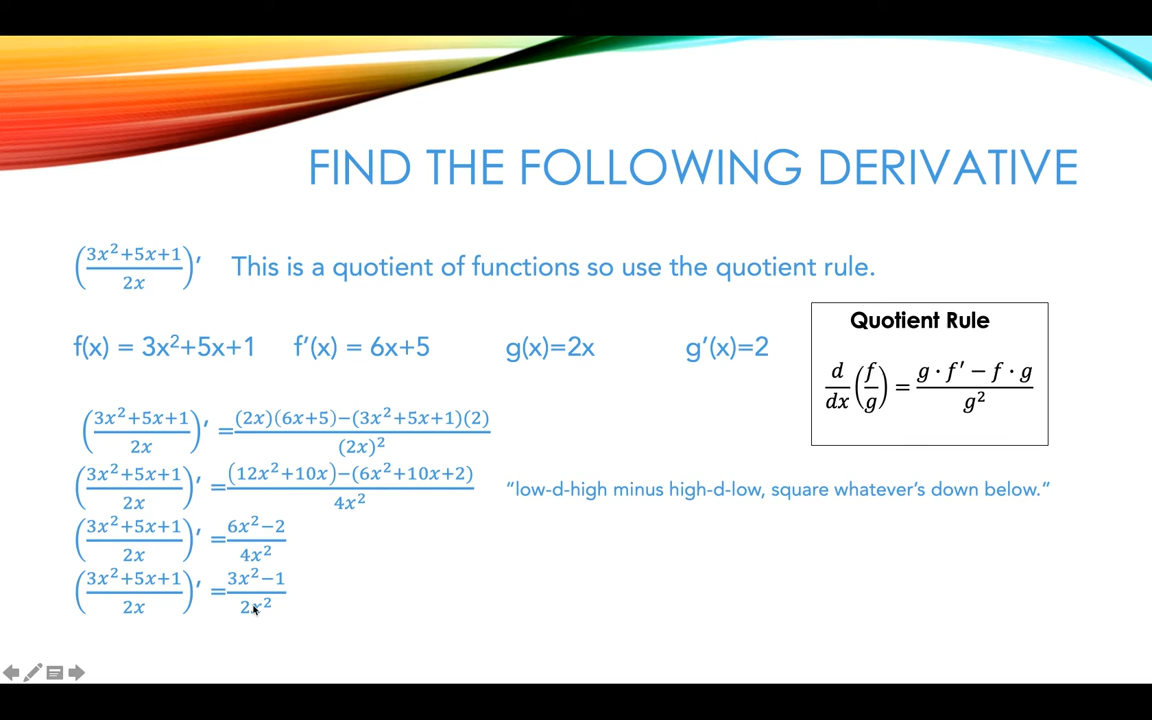 FIND THE FOLLOWING DERIVATIVE
(3x²+5x+1 / 2x)′ This is a quotient of functions so use the quotient rule.
f(x) = 3x²+5x+1 f′(x) = 6x+5 g(x)=2x g′(x)=2
Quotient Rule
d/dx (f/g) = (g · f′ − f · g) / g²
(3x²+5x+1 / 2x)′ = ((2x)(6x+5)−(3x²+5x+1)(2)) / (2x)²
(3x²+5x+1 / 2x)′ = ((12x²+10x)−(6x²+10x+2)) / 4x²
“low-d-high minus high-d-low, square whatever’s down below.”
(3x²+5x+1 / 2x)′ = (6x²−2) / 4x²
(3x²+5x+1 / 2x)′ = (3x²−1) / 2x²